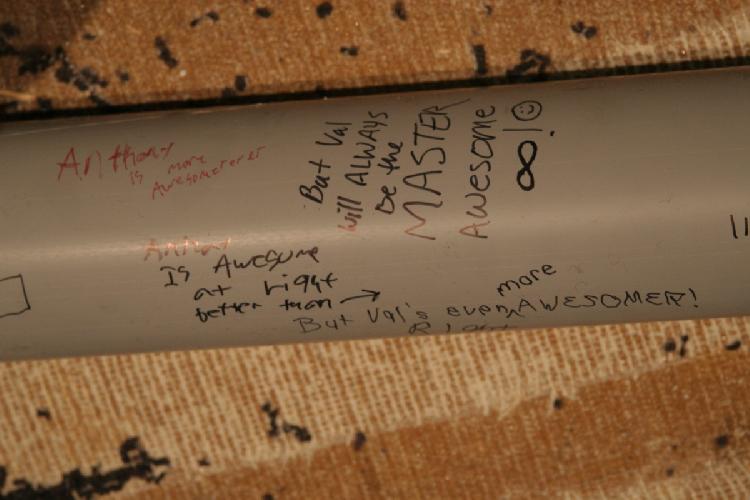 Anthony
is more
Awesomererer
But Val
will ALWAYS
be the
MASTER
Awesome
∞!☺
Anthony
Is Awesome
at right
better than →
more
But Val's even AWESOMER!